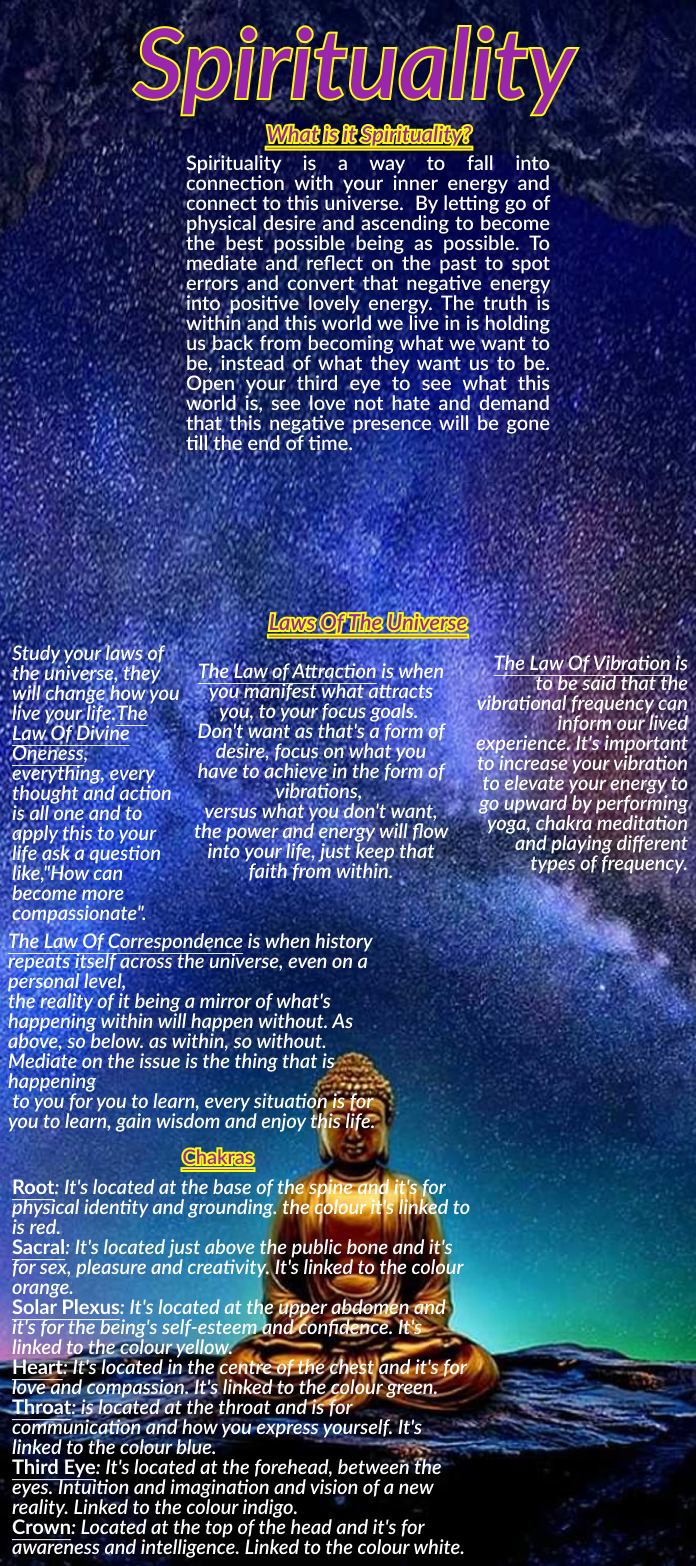 Spirituality
What is it Spirituality?
Spirituality is a way to fall into
connection with your inner energy and
connect to this universe. By letting go of
physical desire and ascending to become
the best possible being as possible. To
mediate and reflect on the past to spot
errors and convert that negative energy
into positive lovely energy. The truth is
within and this world we live in is holding
us back from becoming what we want to
be, instead of what they want us to be.
Open your third eye to see what this
world is, see love not hate and demand
that this negative presence will be gone
till the end of time.
Laws Of The Universe
Study your laws of
the universe, they
will change how you
live your life.The
Law Of Divine
Oneness,
everything, every
thought and action
is all one and to
apply this to your
life ask a question
like,"How can
become more
compassionate".
The Law of Attraction is when
you manifest what attracts
you, to your focus goals.
Don't want as that's a form of
desire, focus on what you
have to achieve in the form of
vibrations,
versus what you don't want,
the power and energy will flow
into your life, just keep that
faith from within.
The Law Of Vibration is
to be said that the
vibrational frequency can
inform our lived
experience. It's important
to increase your vibration
to elevate your energy to
go upward by performing
yoga, chakra meditation
and playing different
types of frequency.
The Law Of Correspondence is when history
repeats itself across the universe, even on a
personal level,
the reality of it being a mirror of what's
happening within will happen without. As
above, so below. as within, so without.
Mediate on the issue is the thing that is
happening
to you for you to learn, every situation is for
you to learn, gain wisdom and enjoy this life.
Chakras
Root: It's located at the base of the spine and it's for
physical identity and grounding. the colour it's linked to
is red.
Sacral: It's located just above the public bone and it's
for sex, pleasure and creativity. It's linked to the colour
orange.
Solar Plexus: It's located at the upper abdomen and
it's for the being's self-esteem and confidence. It's
linked to the colour yellow.
Heart: It's located in the centre of the chest and it's for
love and compassion. It's linked to the colour green.
Throat: is located at the throat and is for
communication and how you express yourself. It's
linked to the colour blue.
Third Eye: It's located at the forehead, between the
eyes. Intuition and imagination and vision of a new
reality. Linked to the colour indigo.
Crown: Located at the top of the head and it's for
awareness and intelligence. Linked to the colour white.